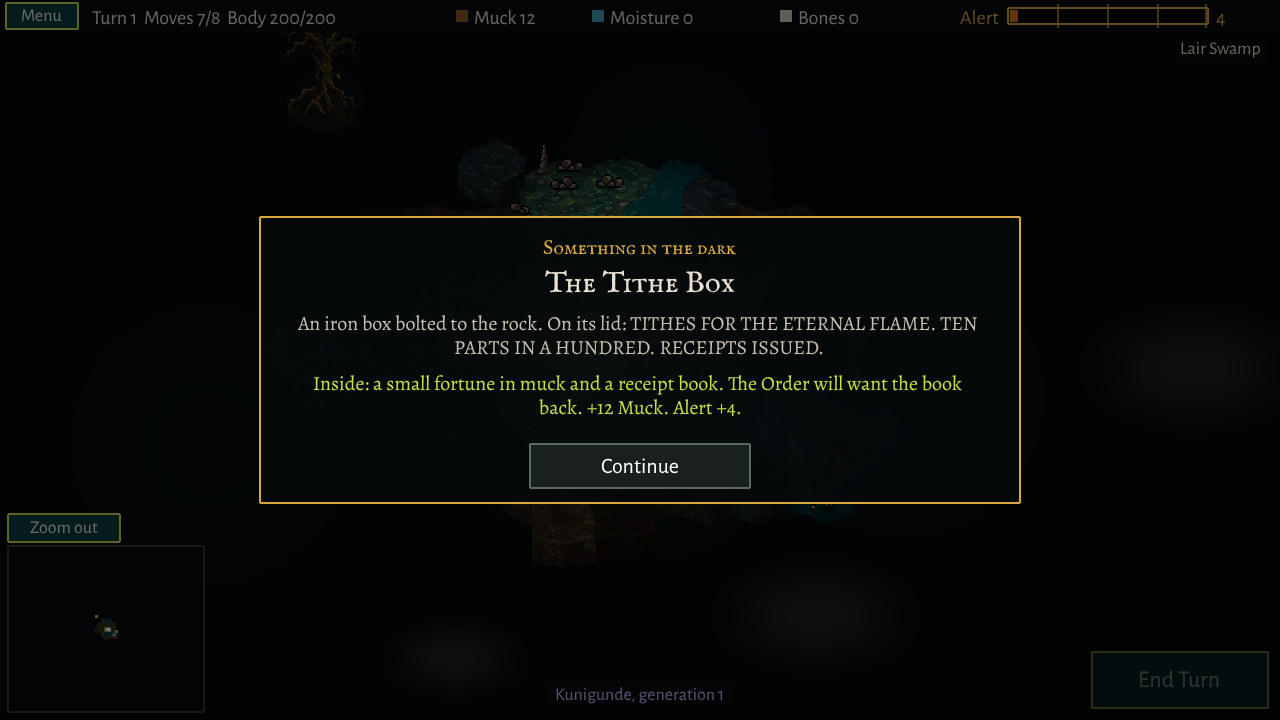 Menu
Turn 1 Moves 7/8 Body 200/200
Muck 12
Moisture 0
Bones 0
Alert
4
Lair Swamp
Something in the dark
The Tithe Box
An iron box bolted to the rock. On its lid: TITHES FOR THE ETERNAL FLAME. TEN
PARTS IN A HUNDRED. RECEIPTS ISSUED.
Inside: a small fortune in muck and a receipt book. The Order will want the book
back. +12 Muck. Alert +4.
Continue
Zoom out
Kunigunde, generation 1
End Turn